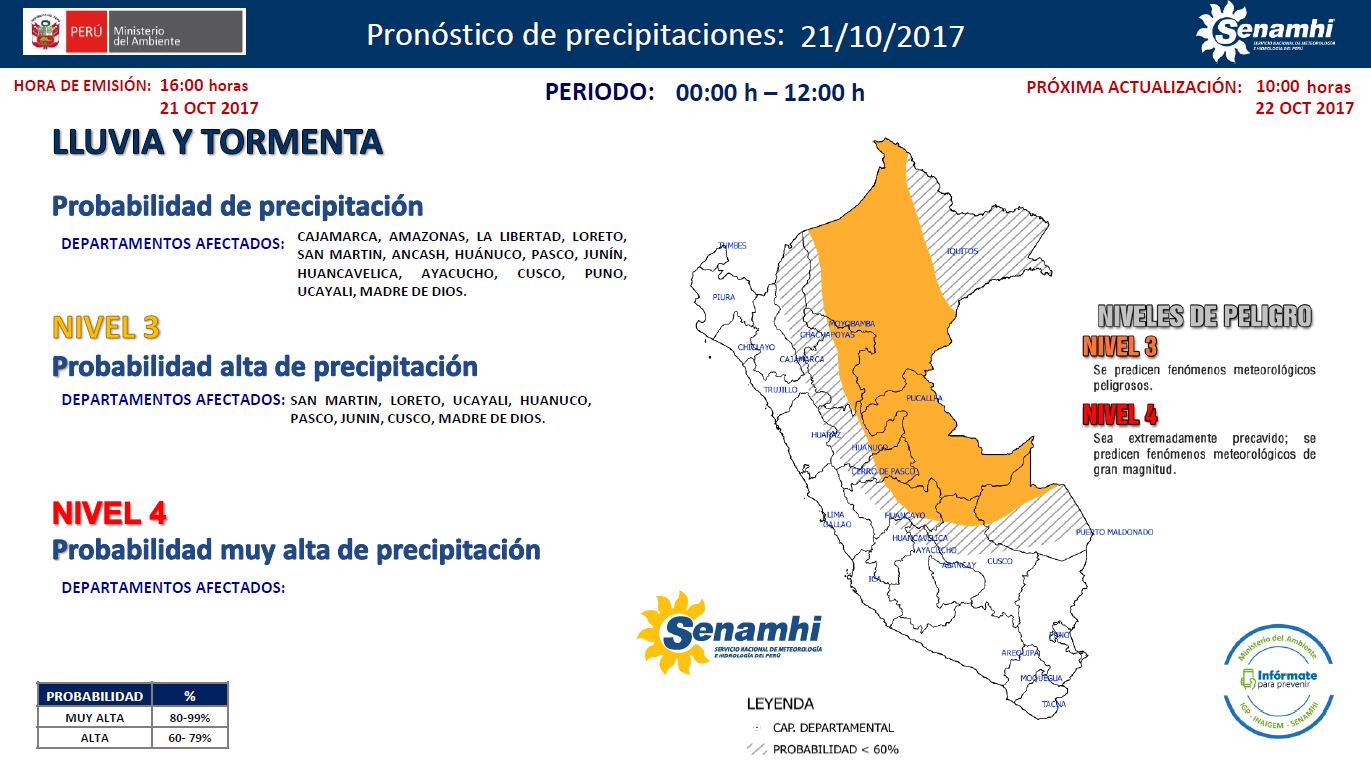 PERÚ
Ministerio
del Ambiente
Pronóstico de precipitaciones: 21/10/2017
Senamhi
SERVICIO NACIONAL DE METEOROLOGÍA
E HIDROLOGÍA DEL PERÚ
HORA DE EMISIÓN: 16:00 horas
21 OCT 2017
PERIODO: 00:00 h – 12:00 h
PRÓXIMA ACTUALIZACIÓN: 10:00 horas
22 OCT 2017
LLUVIA Y TORMENTA
Probabilidad de precipitación
DEPARTAMENTOS AFECTADOS: CAJAMARCA, AMAZONAS, LA LIBERTAD, LORETO,
SAN MARTIN, ANCASH, HUÁNUCO, PASCO, JUNÍN,
HUANCAVELICA, AYACUCHO, CUSCO, PUNO,
UCAYALI, MADRE DE DIOS.
NIVEL 3
Probabilidad alta de precipitación
DEPARTAMENTOS AFECTADOS: SAN MARTIN, LORETO, UCAYALI, HUANUCO,
PASCO, JUNIN, CUSCO, MADRE DE DIOS.
NIVEL 4
Probabilidad muy alta de precipitación
DEPARTAMENTOS AFECTADOS:
PROBABILIDAD %
MUY ALTA 80-99%
ALTA 60- 79%
TUMBES
IQUITOS
PIURA
MOYOBAMBA
CHACHAPOYAS
CHICLAYO
CAJAMARCA
TRUJILLO
PUCALLPA
HUARAZ
HUANUCO
CERRO DE PASCO
LIMA
CALLAO
HUANCAYO
PUERTO MALDONADO
HUANCAVELICA
AYACUCHO
CUSCO
ABANCAY
ICA
PUNO
AREQUIPA
MOQUEGUA
TACNA
NIVELES DE PELIGRO
NIVEL 3
Se predicen fenómenos meteorológicos
peligrosos.
NIVEL 4
Sea extremadamente precavido; se
predicen fenómenos meteorológicos de
gran magnitud.
Senamhi
SERVICIO NACIONAL DE METEOROLOGÍA
E HIDROLOGÍA DEL PERÚ
LEYENDA
CAP. DEPARTAMENTAL
PROBABILIDAD < 60%
Ministerio del Ambiente
Infórmate
para prevenir
IGP - INAIGEM - SENAMHI